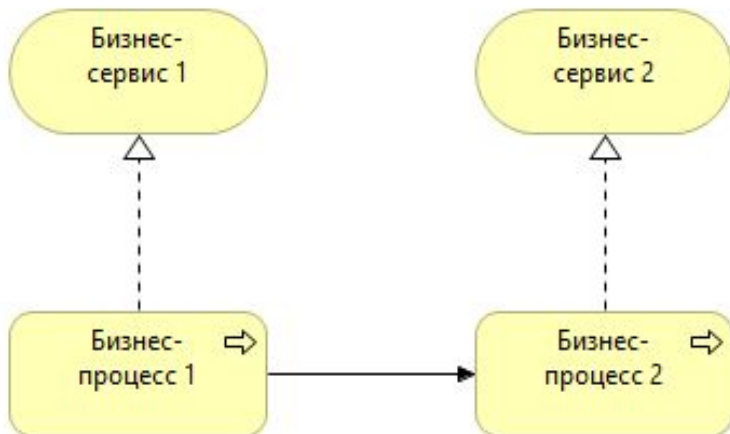 Бизнес-
сервис 1
Бизнес-
сервис 2
Бизнес-
процесс 1
Бизнес-
процесс 2